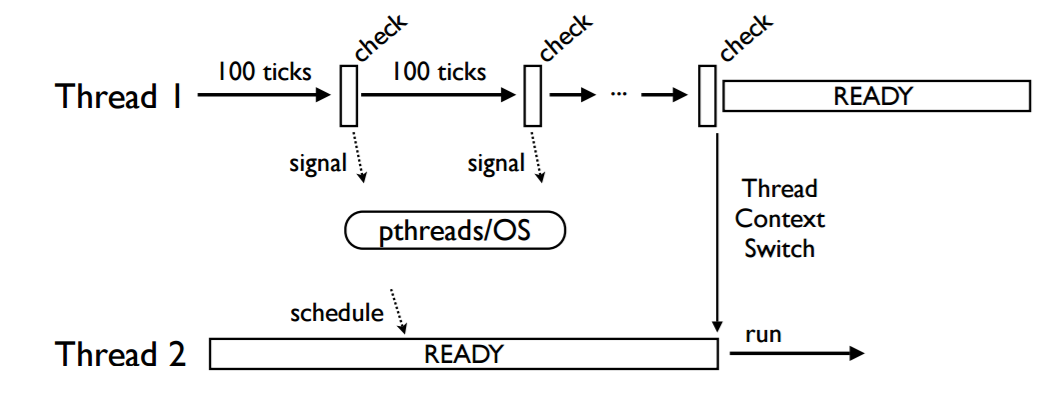 check
check
check
100 ticks
100 ticks
Thread 1
...
READY
signal
signal
Thread
Context
Switch
pthreads/OS
schedule
run
Thread 2
READY